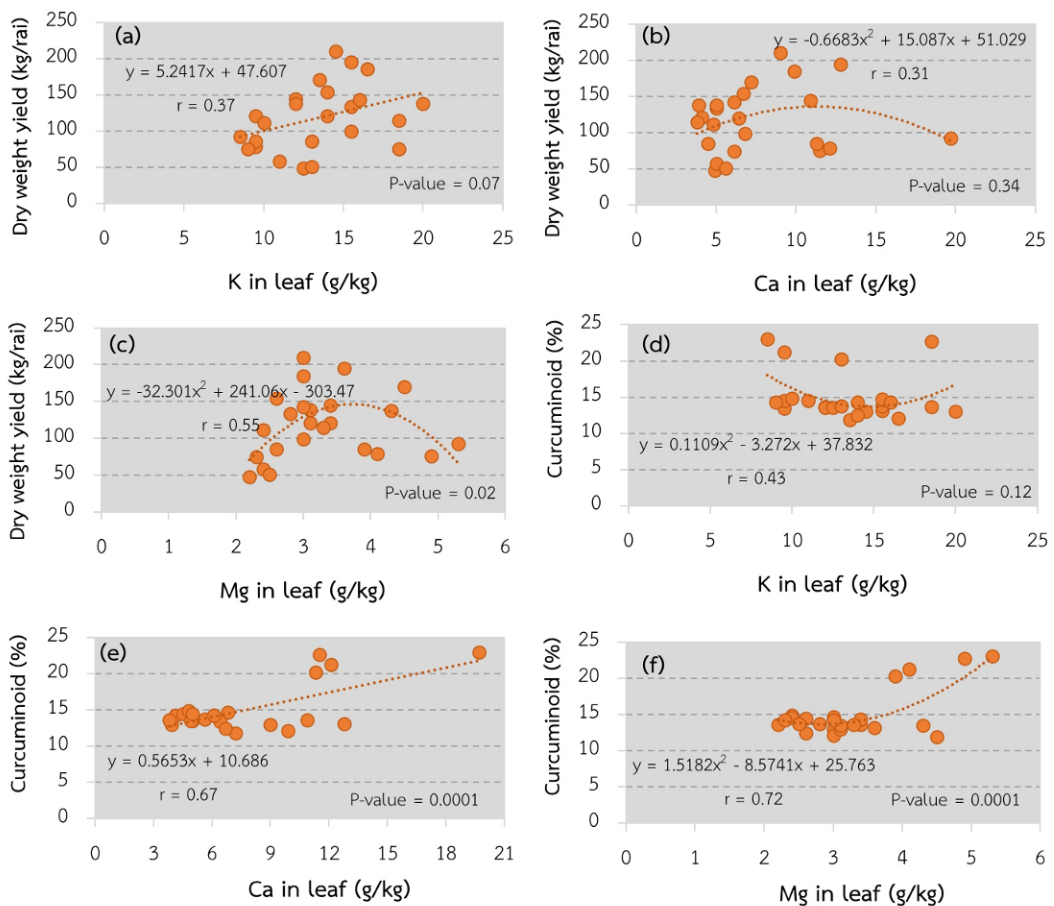 (a)
Dry weight yield (kg/rai)
250
200
150
100
50
0
y = 5.2417x + 47.607
r = 0.37
P-value = 0.07
0 5 10 15 20 25
K in leaf (g/kg)
(b)
Dry weight yield (kg/rai)
250
200
150
100
50
0
y = -0.6683x² + 15.087x + 51.029
r = 0.31
P-value = 0.34
0 5 10 15 20 25
Ca in leaf (g/kg)
(c)
Dry weight yield (kg/rai)
250
200
150
100
50
0
y = -32.301x² + 241.06x - 303.47
r = 0.55
P-value = 0.02
0 1 2 3 4 5 6
Mg in leaf (g/kg)
(d)
Curcuminoid (%)
25
20
15
10
5
0
y = 0.1109x² - 3.272x + 37.832
r = 0.43
P-value = 0.12
0 5 10 15 20 25
K in leaf (g/kg)
(e)
Curcuminoid (%)
25
20
15
10
5
0
y = 0.5653x + 10.686
r = 0.67
P-value = 0.0001
0 3 6 9 12 15 18 21
Ca in leaf (g/kg)
(f)
Curcuminoid (%)
25
20
15
10
5
0
y = 1.5182x² - 8.5741x + 25.763
r = 0.72
P-value = 0.0001
0 1 2 3 4 5 6
Mg in leaf (g/kg)